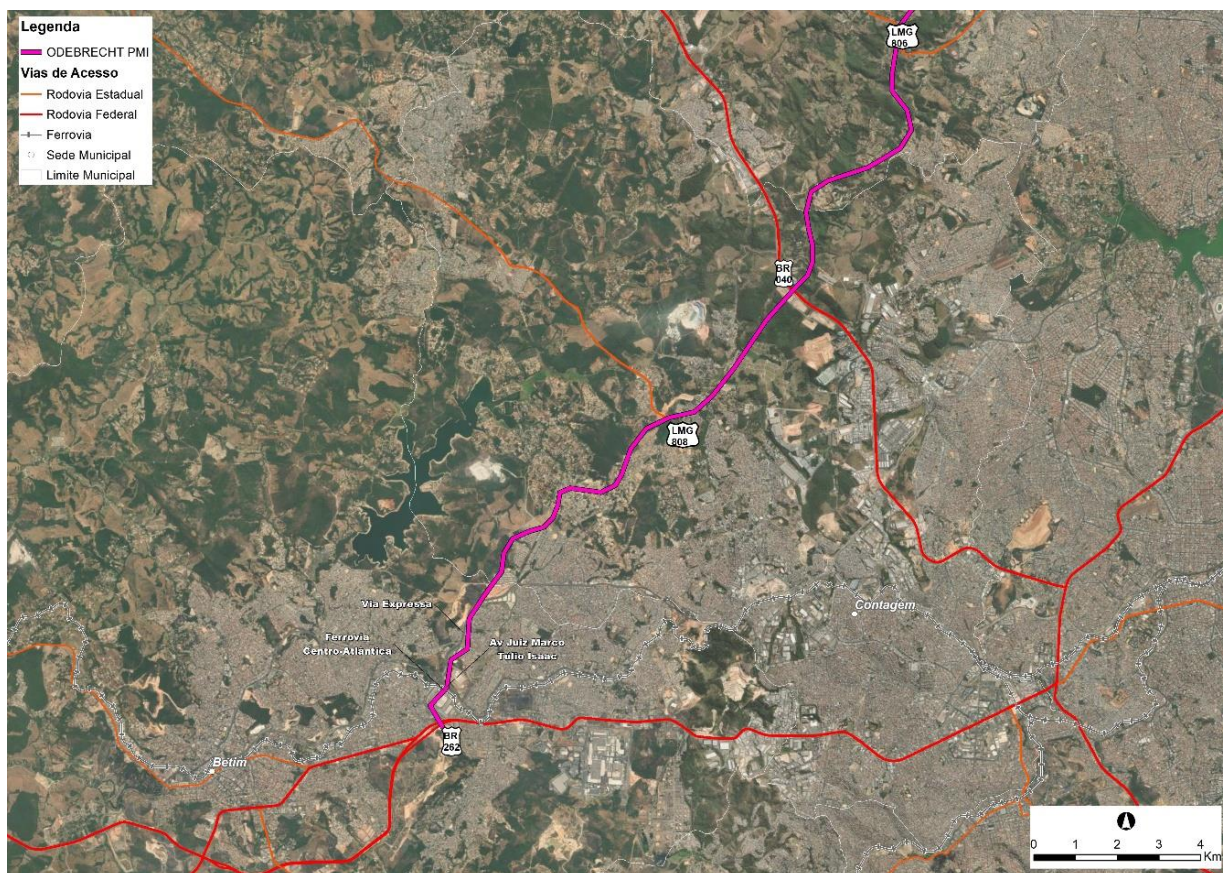 Legenda
ODEBRECHT PMI
Vias de Acesso
Rodovia Estadual
Rodovia Federal
Ferrovia
Sede Municipal
Limite Municipal
LMG
806
BR
040
LMG
808
Via Expressa
Contagem
Ferrovia
Centro-Atlântica
Av Juiz Marco
Túlio Isaac
BR
262
Betim
0 1 2 3 4
Km